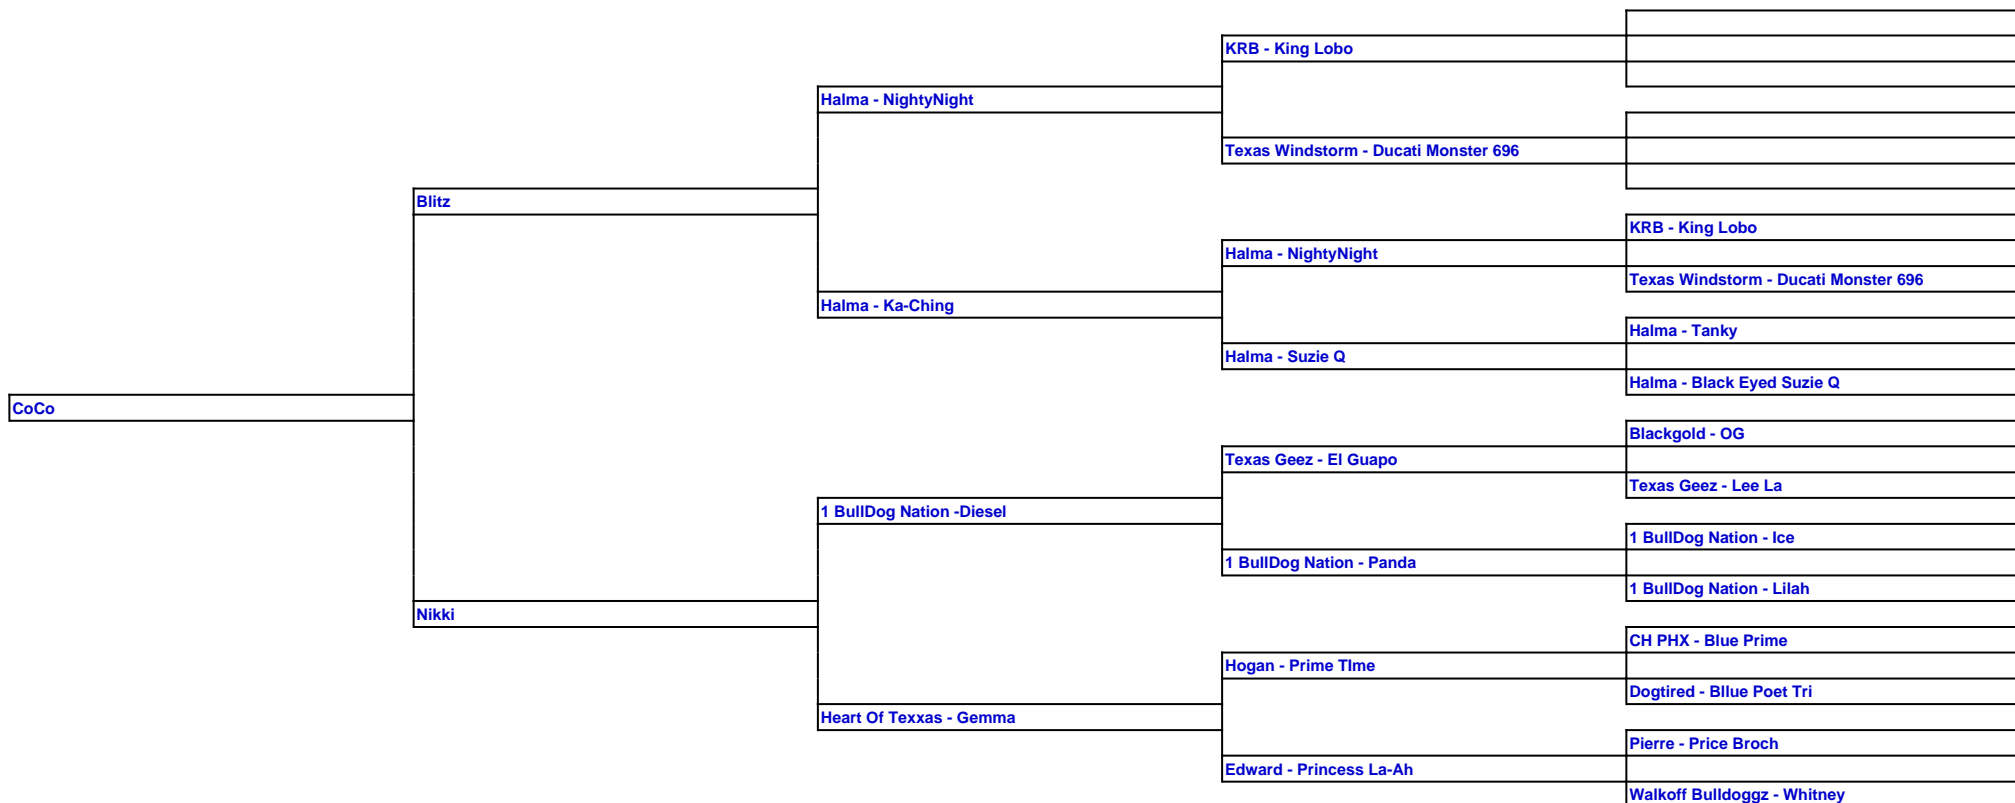 KRB - King Lobo
Halma - NightyNight
Texas Windstorm - Ducati Monster 696
Blitz
KRB - King Lobo
Halma - NightyNight
Texas Windstorm - Ducati Monster 696
Halma - Ka-Ching
Halma - Tanky
Halma - Suzie Q
Halma - Black Eyed Suzie Q
CoCo
Blackgold - OG
Texas Geez - El Guapo
Texas Geez - Lee La
1 BullDog Nation -Diesel
1 BullDog Nation - Ice
1 BullDog Nation - Panda
1 BullDog Nation - Lilah
Nikki
CH PHX - Blue Prime
Hogan - Prime TIme
Dogtired - Bllue Poet Tri
Heart Of Texxas - Gemma
Pierre - Price Broch
Edward - Princess La-Ah
Walkoff Bulldoggz - Whitney